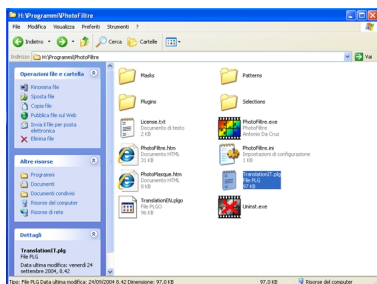 H:\Programmi\PhotoFiltre
File Modifica Visualizza Preferiti Strumenti ?
Indietro Cerca Cartelle
Indirizzo H:\Programmi\PhotoFiltre Vai
Operazioni file e cartella
Rinomina file
Sposta file
Copia file
Pubblica file sul Web
Invia il file per posta elettronica
Elimina file
Altre risorse
Programmi
Documenti
Documenti condivisi
Risorse del computer
Risorse di rete
Dettagli
TranslationIT.plg
File PLG
Data ultima modifica: venerdì 24 settembre 2004, 8.42
Masks
Patterns
Plugins
Selections
License.txt
Documento di testo
2 KB
PhotoFiltre.exe
PhotoFiltre
Antonio Da Cruz
PhotoFiltre.htm
Documento HTML
31 KB
PhotoFiltre.ini
Impostazioni di configurazione
1 KB
PhotoMasque.htm
Documento HTML
8 KB
TranslationIT.plg
File PLG
97 KB
TranslationEN.plgo
File PLGO
96 KB
Uninst.exe
Tipo: File PLG Data ultima modifica: 24/09/2004 8.42 Dimensione: 97,0 KB 97,0 KB Risorse del computer